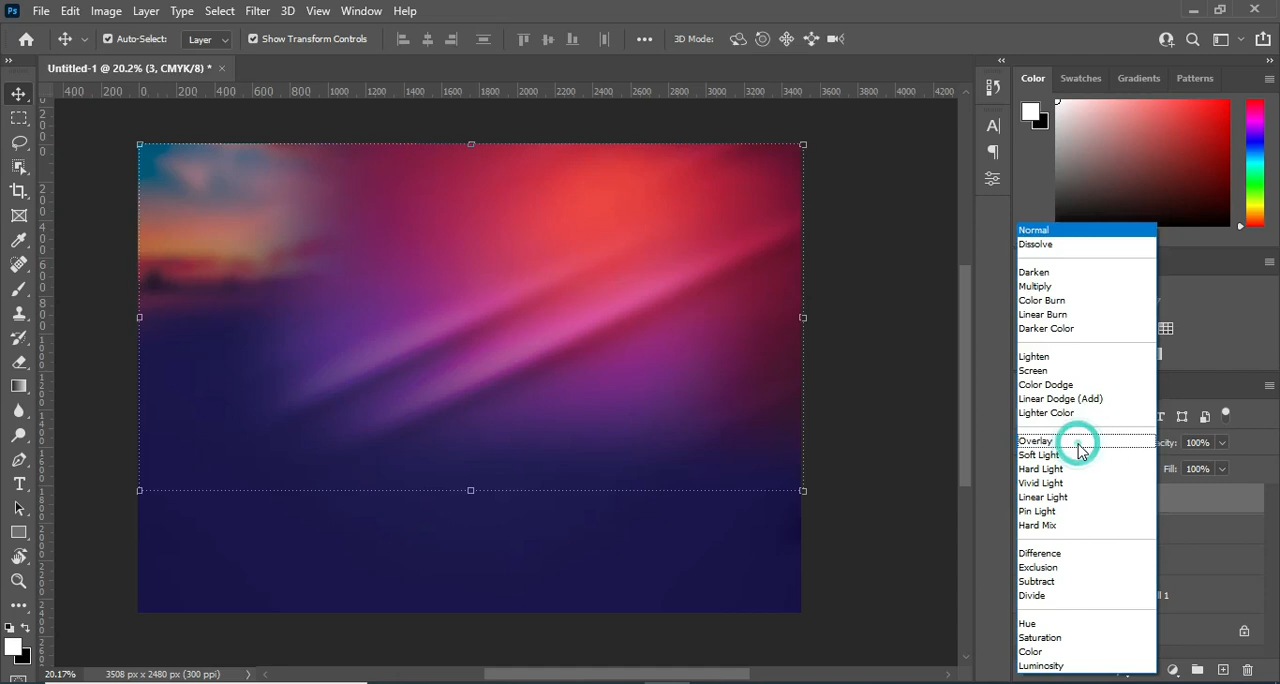 Ps File Edit Image Layer Type Select Filter 3D View Window Help
Auto-Select: Layer Show Transform Controls 3D Mode:
Untitled-1 @ 20.2% (3, CMYK/8) * ×
Color Swatches Gradients Patterns
400 200 0 200 400 600 800 1000 1200 1400 1600 1800 2000 2200 2400 2600 2800 3000 3200 3400 3600 3800 4000 4200
Normal
Dissolve
Darken
Multiply
Color Burn
Linear Burn
Darker Color
Lighten
Screen
Color Dodge
Linear Dodge (Add)
Lighter Color
Overlay
acity: 100%
Soft Light
Hard Light
Fill: 100%
Vivid Light
Linear Light
Pin Light
Hard Mix
Difference
Exclusion
Subtract
Divide
ll 1
Hue
Saturation
Color
Luminosity
20.17% 3508 px x 2480 px (300 ppi)